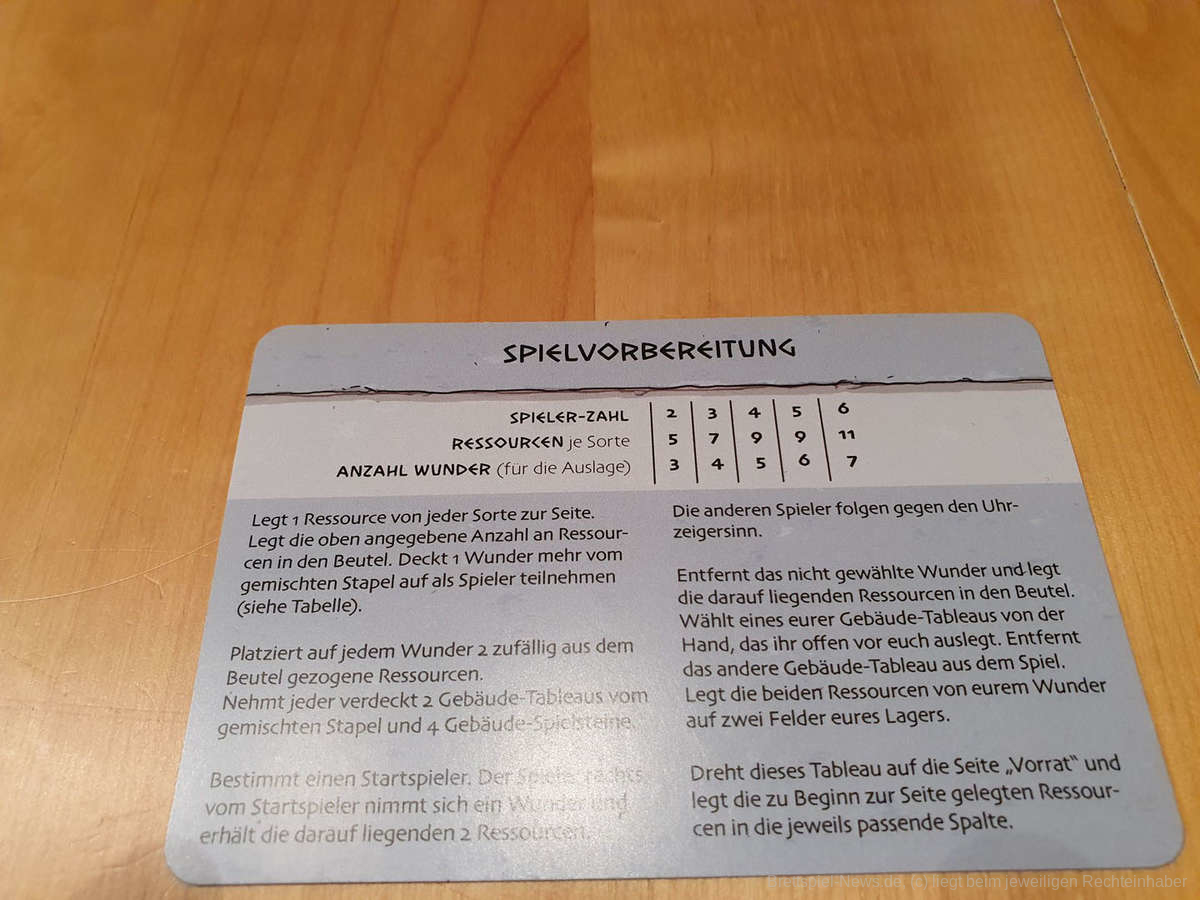 SPIELVORBEREITUNG
SPIELER-ZAHL 2 3 4 5 6
RESSOURCEN je Sorte 5 7 9 9 11
ANZAHL WUNDER (für die Auslage) 3 4 5 6 7
Legt 1 Ressource von jeder Sorte zur Seite.
Legt die oben angegebene Anzahl an Ressour-
cen in den Beutel. Deckt 1 Wunder mehr vom
gemischten Stapel auf als Spieler teilnehmen
(siehe Tabelle).
Platziert auf jedem Wunder 2 zufällig aus dem
Beutel gezogene Ressourcen.
Nehmt jeder verdeckt 2 Gebäude-Tableaus vom
gemischten Stapel und 4 Gebäude-Spielsteine.
Bestimmt einen Startspieler. Der Spieler rechts
vom Startspieler nimmt sich ein Wunder und
erhält die darauf liegenden 2 Ressourcen.
Die anderen Spieler folgen gegen den Uhr-
zeigersinn.
Entfernt das nicht gewählte Wunder und legt
die darauf liegenden Ressourcen in den Beutel.
Wählt eines eurer Gebäude-Tableaus von der
Hand, das ihr offen vor euch auslegt. Entfernt
das andere Gebäude-Tableau aus dem Spiel.
Legt die beiden Ressourcen von eurem Wunder
auf zwei Felder eures Lagers.
Dreht dieses Tableau auf die Seite „Vorrat“ und
legt die zu Beginn zur Seite gelegten Ressour-
cen in die jeweils passende Spalte.
Brettspiel-News.de, (c) liegt beim jeweiligen Rechteinhaber